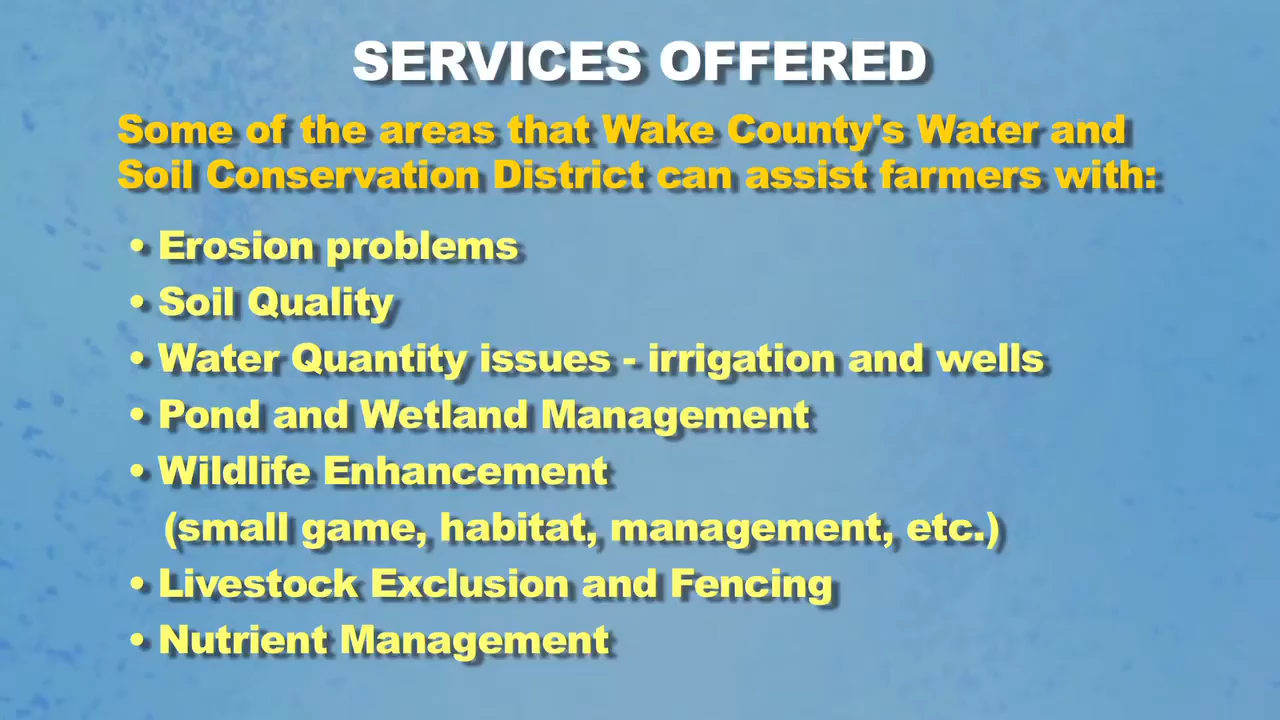 SERVICES OFFERED
Some of the areas that Wake County's Water and
Soil Conservation District can assist farmers with:
• Erosion problems
• Soil Quality
• Water Quantity issues - irrigation and wells
• Pond and Wetland Management
• Wildlife Enhancement
(small game, habitat, management, etc.)
• Livestock Exclusion and Fencing
• Nutrient Management